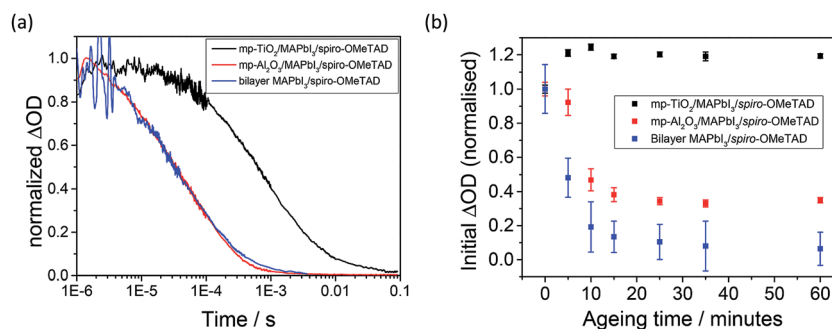 (a)
normalized ΔOD
1.0
0.8
0.6
0.4
0.2
0.0
mp-TiO₂/MAPbI₃/spiro-OMeTAD
mp-Al₂O₃/MAPbI₃/spiro-OMeTAD
bilayer MAPbI₃/spiro-OMeTAD
1E-6 1E-5 1E-4 1E-3 0.01 0.1
Time / s
(b)
Initial ΔOD (normalised)
1.4
1.2
1.0
0.8
0.6
0.4
0.2
0.0
mp-TiO₂/MAPbI₃/spiro-OMeTAD
mp-Al₂O₃/MAPbI₃/spiro-OMeTAD
Bilayer MAPbI₃/spiro-OMeTAD
0 10 20 30 40 50 60
Ageing time / minutes